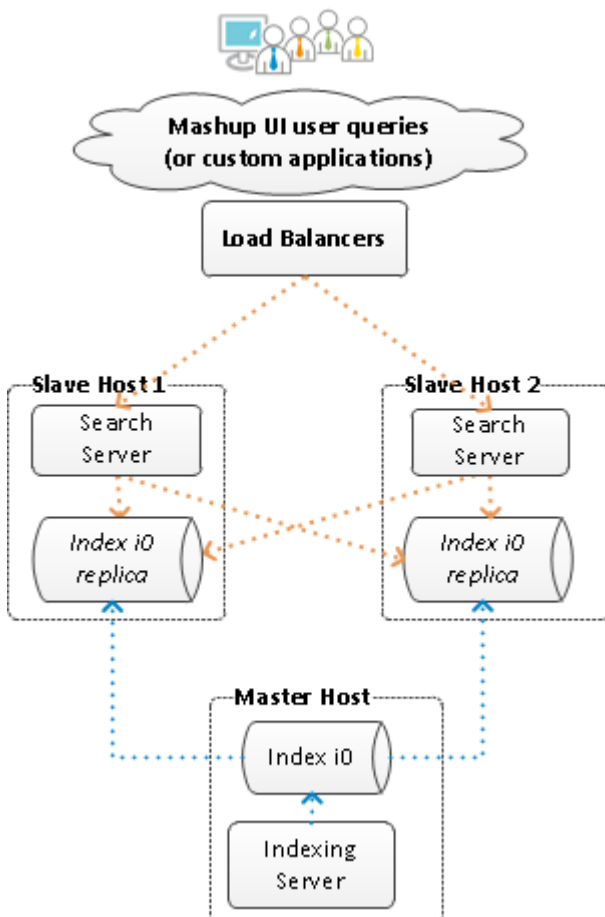 Mashup UI user queries
(or custom applications)
Load Balancers
Slave Host 1
Slave Host 2
Search
Server
Search
Server
Index i0
replica
Index i0
replica
Master Host
Index i0
Indexing
Server